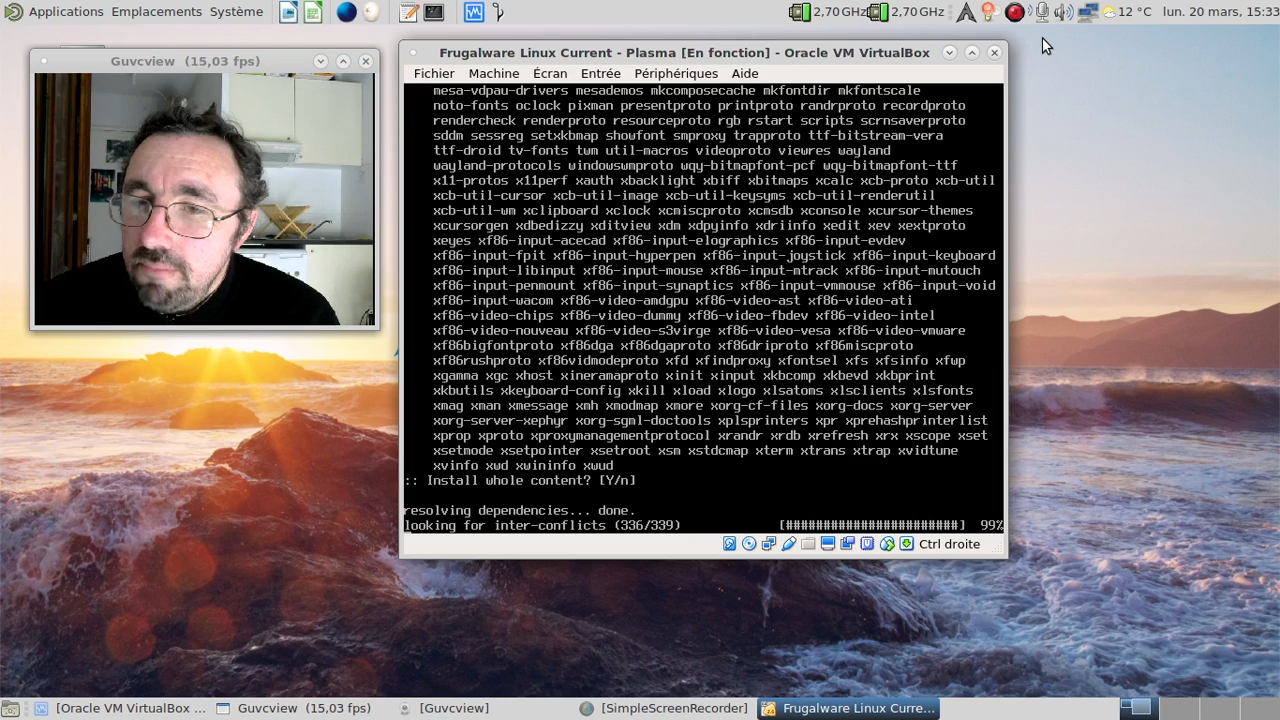 Applications Emplacements Système
2,70 GHz 2,70 GHz 12 °C lun. 20 mars, 15:33
Guvcview (15,03 fps)
Frugalware Linux Current - Plasma [En fonction] - Oracle VM VirtualBox
Fichier Machine Écran Entrée Périphériques Aide
mesa-vdpau-drivers mesademos mkcomposecache mkfontdir mkfontscale
noto-fonts oclock pixman presentproto printproto randrproto recordproto
rendercheck renderproto resourceproto rgb rstart scripts scrnsaverproto
sddm sessreg setxkbmap showfont smproxy trapproto ttf-bitstream-vera
ttf-droid tv-fonts twm util-macros videoproto viewres wayland
wayland-protocols windowswmproto wqy-bitmapfont-pcf wqy-bitmapfont-ttf
x11-protos x11perf xauth xbacklight xbiff xbitmaps xcalc xcb-proto xcb-util
xcb-util-cursor xcb-util-image xcb-util-keysyms xcb-util-renderutil
xcb-util-wm xclipboard xclock xcmiscproto xcmsdb xconsole xcursor-themes
xcursorgen xdbedizzy xditview xdm xdpyinfo xdriinfo xedit xev xextproto
xeyes xf86-input-acecad xf86-input-elographics xf86-input-evdev
xf86-input-fpit xf86-input-hyperpen xf86-input-joystick xf86-input-keyboard
xf86-input-libinput xf86-input-mouse xf86-input-mtrack xf86-input-mutouch
xf86-input-penmount xf86-input-synaptics xf86-input-vmmouse xf86-input-void
xf86-input-wacom xf86-video-amdgpu xf86-video-ast xf86-video-ati
xf86-video-chips xf86-video-dummy xf86-video-fbdev xf86-video-intel
xf86-video-nouveau xf86-video-s3virge xf86-video-vesa xf86-video-vmware
xf86bigfontproto xf86dga xf86dgaproto xf86driproto xf86miscproto
xf86rushproto xf86vidmodeproto xfd xfindproxy xfontsel xfs xfsinfo xfwp
xgamma xgc xhost xineramaproto xinit xinput xkbcomp xkbevd xkbprint
xkbutils xkeyboard-config xkill xload xlogo xlsatoms xlsclients xlsfonts
xmag xman xmessage xmh xmodmap xmore xorg-cf-files xorg-docs xorg-server
xorg-server-xephyr xorg-sgml-doctools xplsprinters xpr xprehashprinterlist
xprop xproto xproxymanagementprotocol xrandr xrdb xrefresh xrx xscope xset
xsetmode xsetpointer xsetroot xsm xstdcmap xterm xtrans xtrap xvidtune
xvinfo xwd xwininfo xwud
:: Install whole content? [Y/n]
resolving dependencies... done.
looking for inter-conflicts (336/339) [#######################] 99%
Ctrl droite
[Oracle VM VirtualBox ... Guvcview (15,03 fps) [Guvcview] [SimpleScreenRecorder] Frugalware Linux Curre...